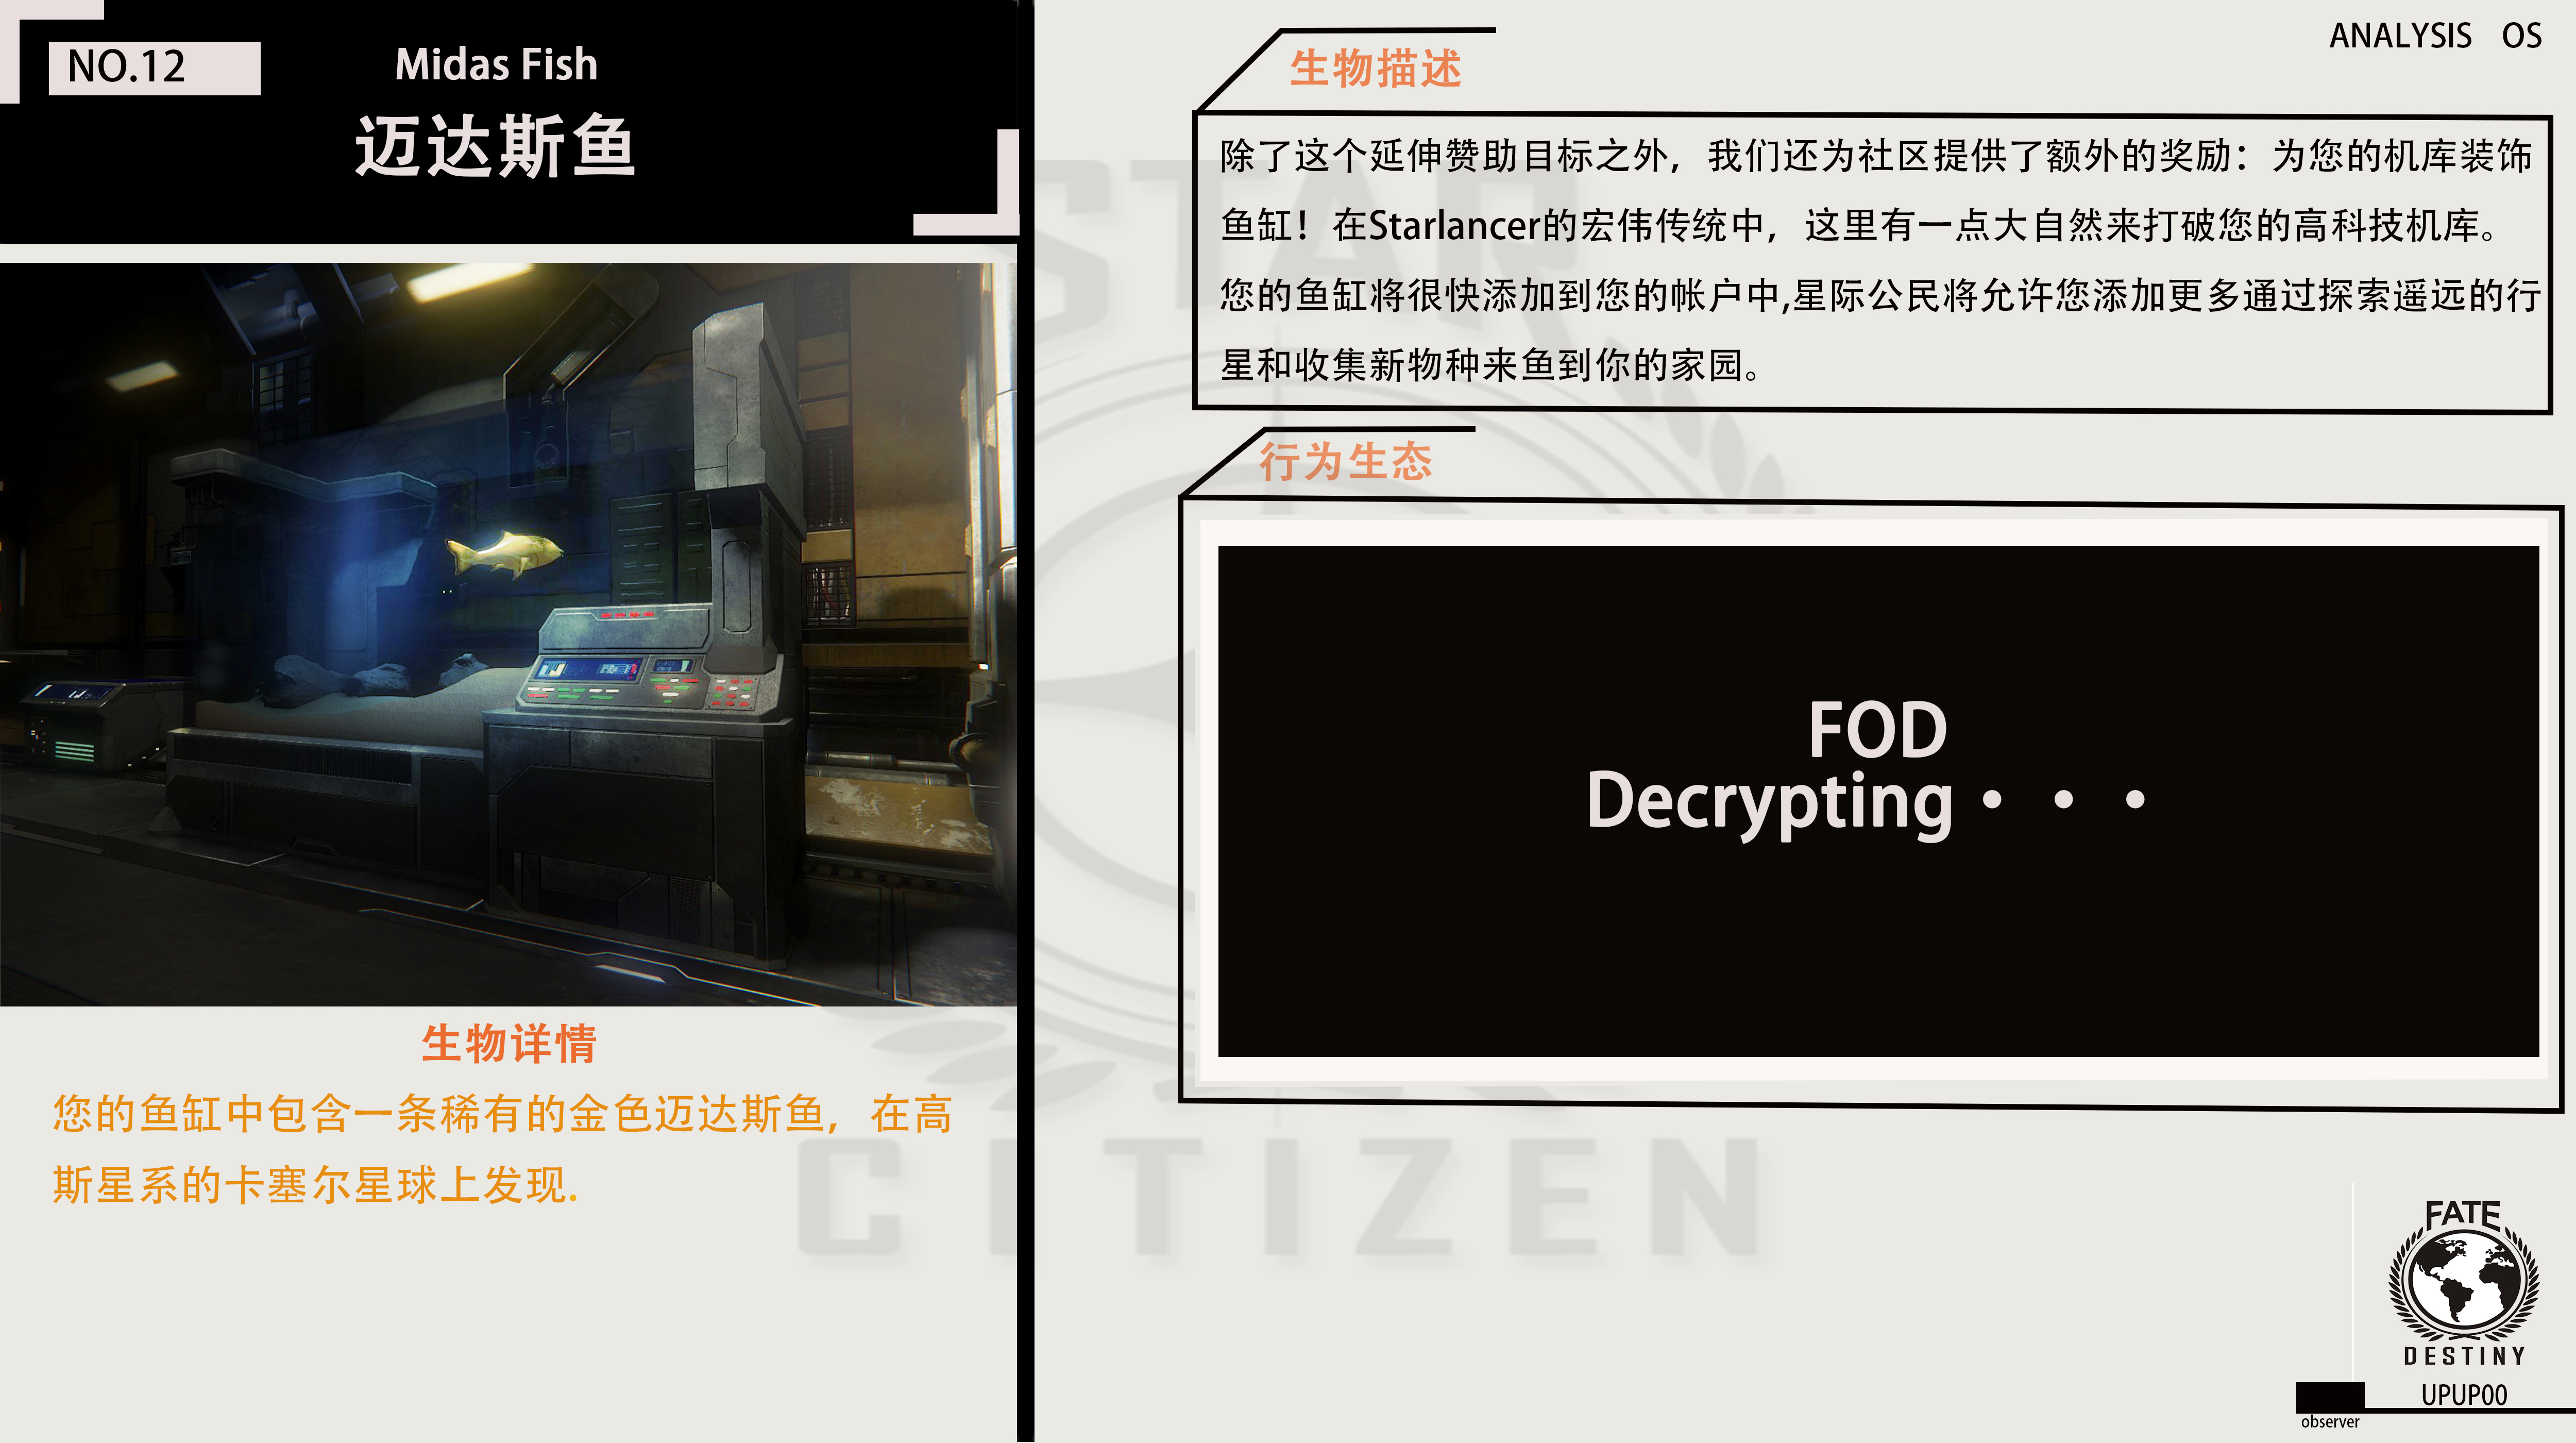 NO.12
Midas Fish
迈达斯鱼
生物详情
您的鱼缸中包含一条稀有的金色迈达斯鱼，在高
斯星系的卡塞尔星球上发现.
ANALYSIS OS
生物描述
除了这个延伸赞助目标之外，我们还为社区提供了额外的奖励：为您的机库装饰
鱼缸！在Starlancer的宏伟传统中，这里有一点大自然来打破您的高科技机库。
您的鱼缸将很快添加到您的帐户中,星际公民将允许您添加更多通过探索遥远的行
星和收集新物种来鱼到你的家园。
行为生态
FOD
Decrypting・・・
STAR
CITIZEN
FATE
DESTINY
UPUP00
observer